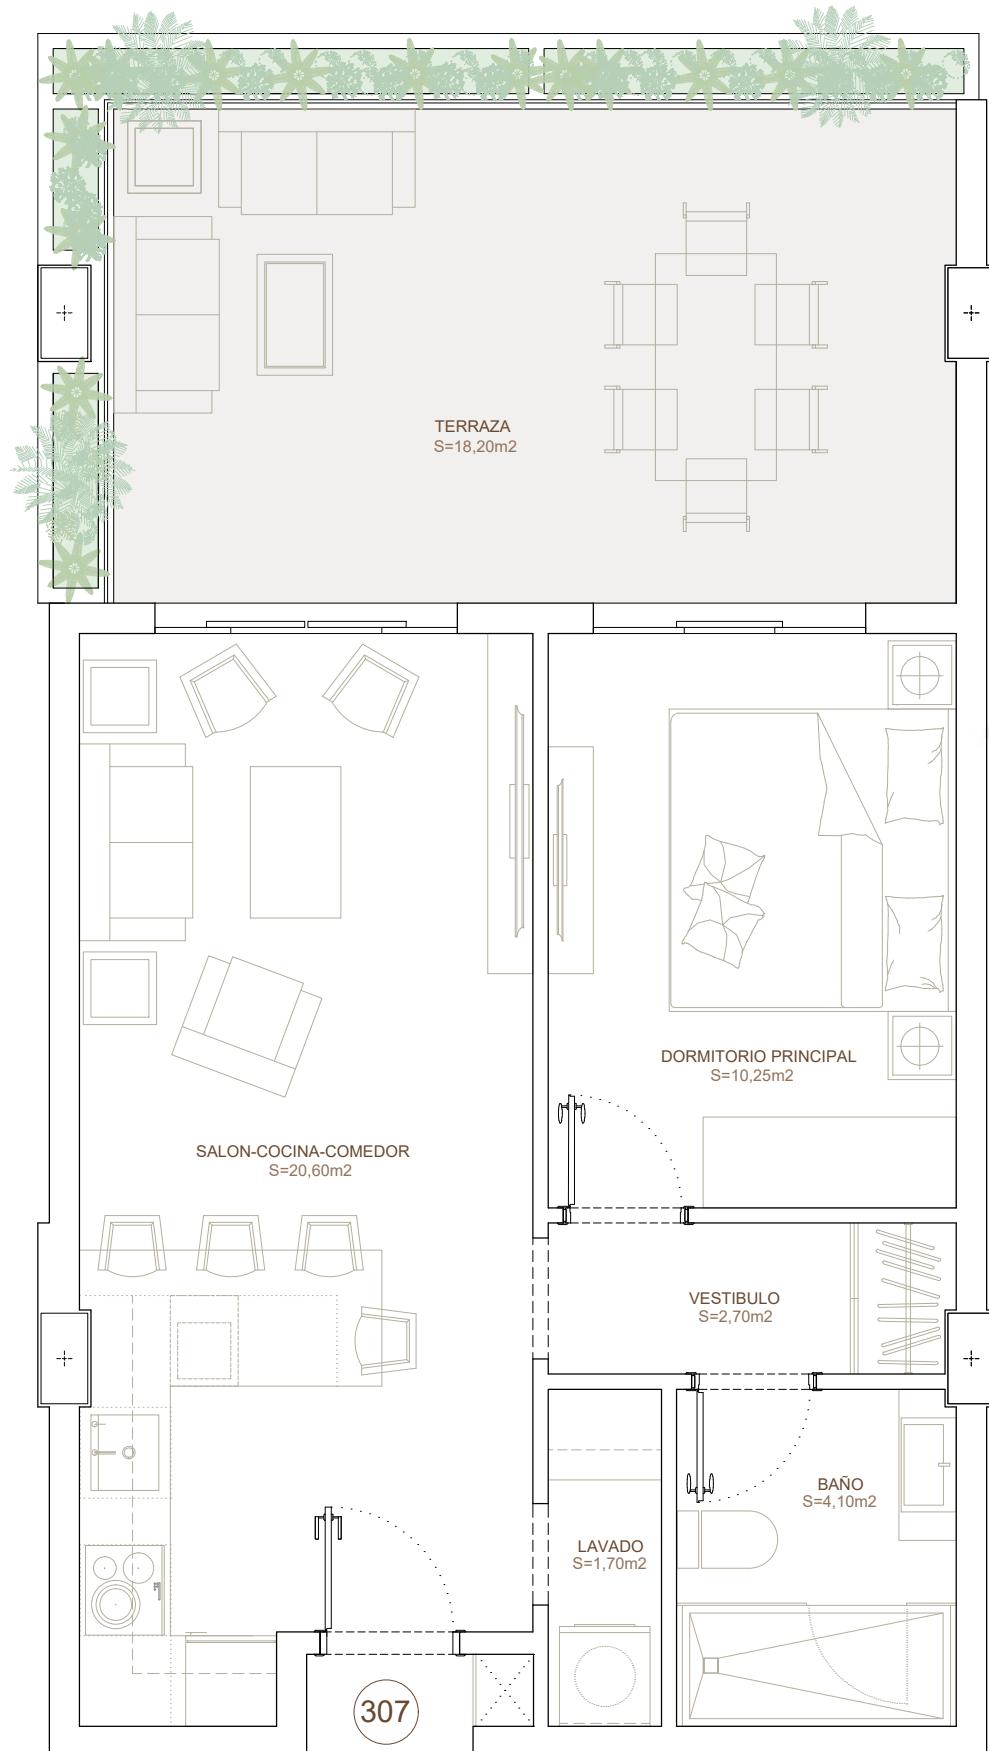 TERRAZA
S=18,20m2
DORMITORIO PRINCIPAL
S=10,25m2
SALON-COCINA-COMEDOR
S=20,60m2
VESTIBULO
S=2,70m2
BAÑO
S=4,10m2
LAVADO
S=1,70m2
307